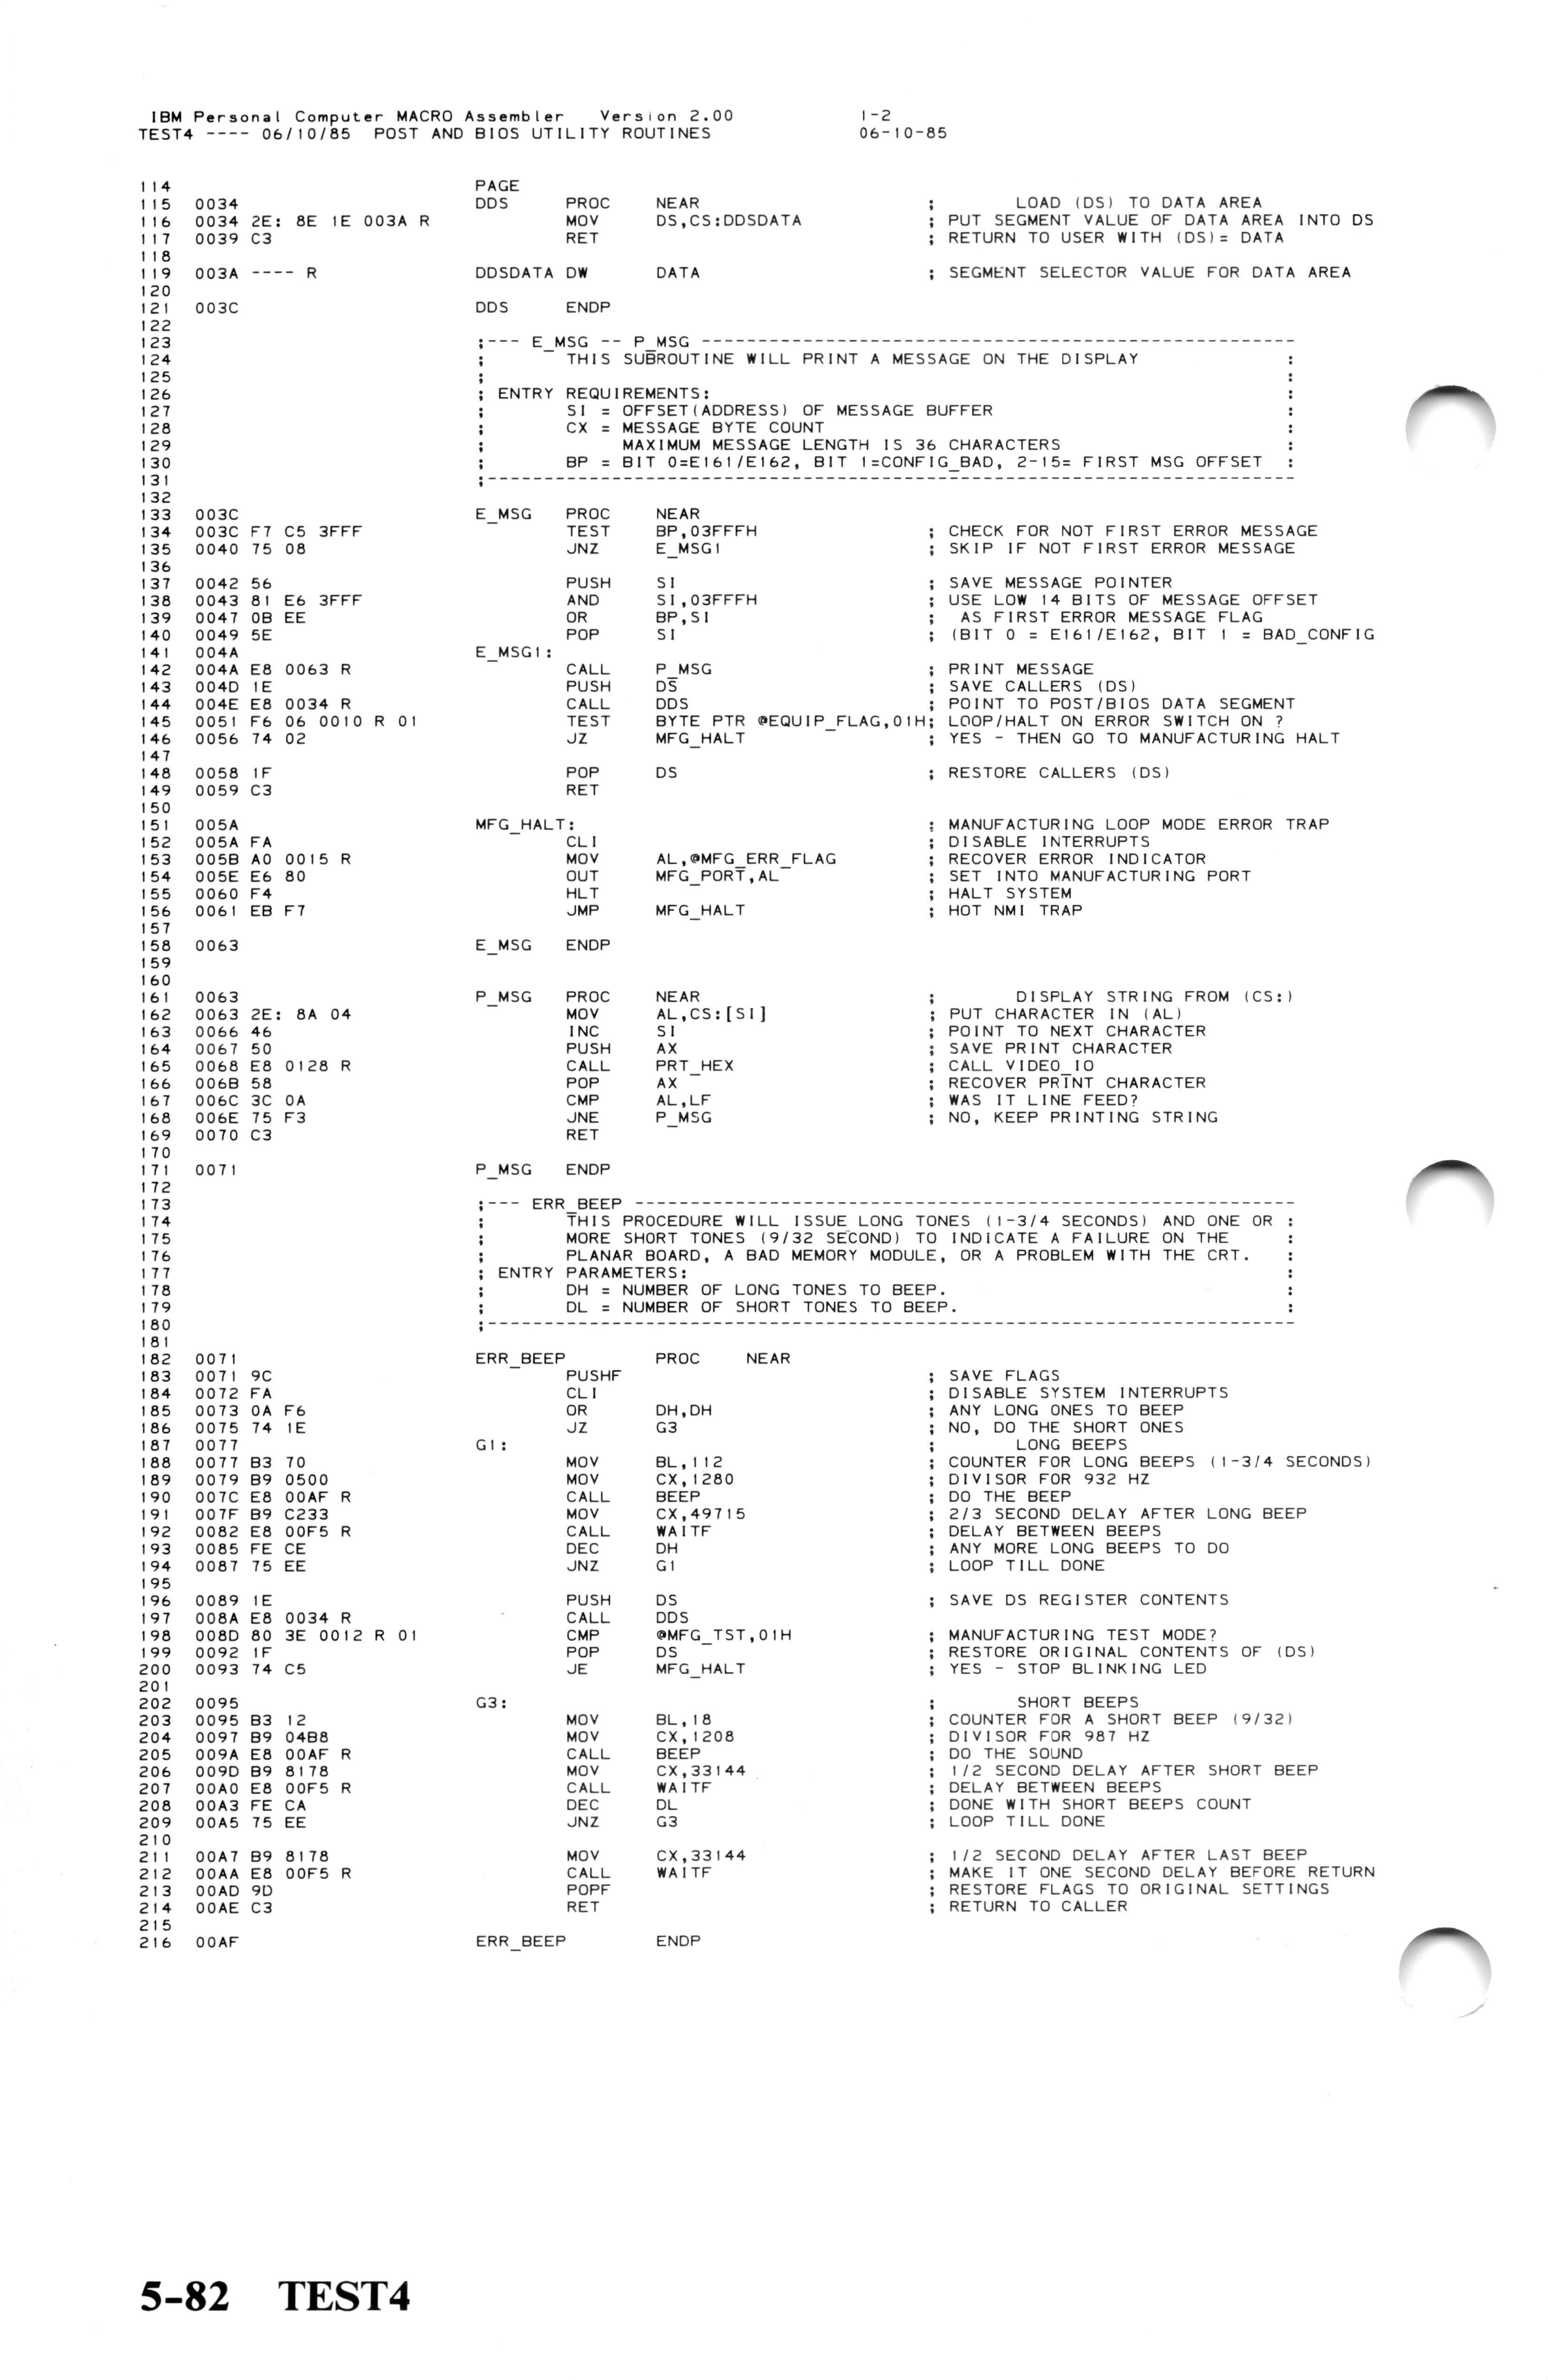 IBM Personal Computer MACRO Assembler   Version 2.00             1-2
TEST4 ---- 06/10/85  POST AND BIOS UTILITY ROUTINES             06-10-85
114                              PAGE
115  0034                        DDS     PROC    NEAR                    ;       LOAD (DS) TO DATA AREA
116  0034 2E: 8E 1E 003A R               MOV     DS,CS:DDSDATA           ; PUT SEGMENT VALUE OF DATA AREA INTO DS
117  0039 C3                             RET                             ; RETURN TO USER WITH (DS)= DATA
118
119  003A ---- R                 DDSDATA DW      DATA                    ; SEGMENT SELECTOR VALUE FOR DATA AREA
120
121  003C                        DDS     ENDP
122
123                              ;--- E_MSG -- P_MSG -----------------------------------------------------
124                              ;       THIS SUBROUTINE WILL PRINT A MESSAGE ON THE DISPLAY             :
125                              ;                                                                       :
126                              ; ENTRY REQUIREMENTS:                                                   :
127                              ;       SI = OFFSET(ADDRESS) OF MESSAGE BUFFER                          :
128                              ;       CX = MESSAGE BYTE COUNT                                         :
129                              ;            MAXIMUM MESSAGE LENGTH IS 36 CHARACTERS                    :
130                              ;       BP = BIT 0=E161/E162, BIT 1=CONFIG_BAD, 2-15= FIRST MSG OFFSET  :
131                              ;------------------------------------------------------------------------
132
133  003C                        E_MSG   PROC    NEAR
134  003C F7 C5 3FFF                     TEST    BP,03FFFH               ; CHECK FOR NOT FIRST ERROR MESSAGE
135  0040 75 08                          JNZ     E_MSG1                  ; SKIP IF NOT FIRST ERROR MESSAGE
136
137  0042 56                             PUSH    SI                      ; SAVE MESSAGE POINTER
138  0043 81 E6 3FFF                     AND     SI,03FFFH               ; USE LOW 14 BITS OF MESSAGE OFFSET
139  0047 0B EE                          OR      BP,SI                   ;  AS FIRST ERROR MESSAGE FLAG
140  0049 5E                             POP     SI                      ; (BIT 0 = E161/E162, BIT 1 = BAD_CONFIG
141  004A                        E_MSG1:
142  004A E8 0063 R                      CALL    P_MSG                   ; PRINT MESSAGE
143  004D 1E                             PUSH    DS                      ; SAVE CALLERS (DS)
144  004E E8 0034 R                      CALL    DDS                     ; POINT TO POST/BIOS DATA SEGMENT
145  0051 F6 06 0010 R 01                TEST    BYTE PTR @EQUIP_FLAG,01H; LOOP/HALT ON ERROR SWITCH ON ?
146  0056 74 02                          JZ      MFG_HALT                ; YES - THEN GO TO MANUFACTURING HALT
147
148  0058 1F                             POP     DS                      ; RESTORE CALLERS (DS)
149  0059 C3                             RET
150
151  005A                        MFG_HALT:                               ; MANUFACTURING LOOP MODE ERROR TRAP
152  005A FA                             CLI                             ; DISABLE INTERRUPTS
153  005B A0 0015 R                      MOV     AL,@MFG_ERR_FLAG        ; RECOVER ERROR INDICATOR
154  005E E6 80                          OUT     MFG_PORT,AL             ; SET INTO MANUFACTURING PORT
155  0060 F4                             HLT                             ; HALT SYSTEM
156  0061 EB F7                          JMP     MFG_HALT                ; HOT NMI TRAP
157
158  0063                        E_MSG   ENDP
159
160
161  0063                        P_MSG   PROC    NEAR                    ;       DISPLAY STRING FROM (CS:)
162  0063 2E: 8A 04                      MOV     AL,CS:[SI]              ; PUT CHARACTER IN (AL)
163  0066 46                             INC     SI                      ; POINT TO NEXT CHARACTER
164  0067 50                             PUSH    AX                      ; SAVE PRINT CHARACTER
165  0068 E8 0128 R                      CALL    PRT_HEX                 ; CALL VIDEO_IO
166  006B 58                             POP     AX                      ; RECOVER PRINT CHARACTER
167  006C 3C 0A                          CMP     AL,LF                   ; WAS IT LINE FEED?
168  006E 75 F3                          JNE     P_MSG                   ; NO, KEEP PRINTING STRING
169  0070 C3                             RET
170
171  0071                        P_MSG   ENDP
172
173                              ;--- ERR_BEEP -----------------------------------------------------------
174                              ;       THIS PROCEDURE WILL ISSUE LONG TONES (1-3/4 SECONDS) AND ONE OR :
175                              ;       MORE SHORT TONES (9/32 SECOND) TO INDICATE A FAILURE ON THE     :
176                              ;       PLANAR BOARD, A BAD MEMORY MODULE, OR A PROBLEM WITH THE CRT.   :
177                              ; ENTRY PARAMETERS:                                                     :
178                              ;       DH = NUMBER OF LONG TONES TO BEEP.                              :
179                              ;       DL = NUMBER OF SHORT TONES TO BEEP.                             :
180                              ;------------------------------------------------------------------------
181
182  0071                        ERR_BEEP        PROC    NEAR
183  0071 9C                             PUSHF                           ; SAVE FLAGS
184  0072 FA                             CLI                             ; DISABLE SYSTEM INTERRUPTS
185  0073 0A F6                          OR      DH,DH                   ; ANY LONG ONES TO BEEP
186  0075 74 1E                          JZ      G3                      ; NO, DO THE SHORT ONES
187  0077                        G1:                                     ;       LONG BEEPS
188  0077 B3 70                          MOV     BL,112                  ; COUNTER FOR LONG BEEPS (1-3/4 SECONDS)
189  0079 B9 0500                        MOV     CX,1280                 ; DIVISOR FOR 932 HZ
190  007C E8 00AF R                      CALL    BEEP                    ; DO THE BEEP
191  007F B9 C233                        MOV     CX,49715                ; 2/3 SECOND DELAY AFTER LONG BEEP
192  0082 E8 00F5 R                      CALL    WAITF                   ; DELAY BETWEEN BEEPS
193  0085 FE CE                          DEC     DH                      ; ANY MORE LONG BEEPS TO DO
194  0087 75 EE                          JNZ     G1                      ; LOOP TILL DONE
195
196  0089 1E                             PUSH    DS                      ; SAVE DS REGISTER CONTENTS
197  008A E8 0034 R                      CALL    DDS
198  008D 80 3E 0012 R 01                CMP     @MFG_TST,01H            ; MANUFACTURING TEST MODE?
199  0092 1F                             POP     DS                      ; RESTORE ORIGINAL CONTENTS OF (DS)
200  0093 74 C5                          JE      MFG_HALT                ; YES - STOP BLINKING LED
201
202  0095                        G3:                                     ;       SHORT BEEPS
203  0095 B3 12                          MOV     BL,18                   ; COUNTER FOR A SHORT BEEP (9/32)
204  0097 B9 04B8                        MOV     CX,1208                 ; DIVISOR FOR 987 HZ
205  009A E8 00AF R                      CALL    BEEP                    ; DO THE SOUND
206  009D B9 8178                        MOV     CX,33144                ; 1/2 SECOND DELAY AFTER SHORT BEEP
207  00A0 E8 00F5 R                      CALL    WAITF                   ; DELAY BETWEEN BEEPS
208  00A3 FE CA                          DEC     DL                      ; DONE WITH SHORT BEEPS COUNT
209  00A5 75 EE                          JNZ     G3                      ; LOOP TILL DONE
210
211  00A7 B9 8178                        MOV     CX,33144                ; 1/2 SECOND DELAY AFTER LAST BEEP
212  00AA E8 00F5 R                      CALL    WAITF                   ; MAKE IT ONE SECOND DELAY BEFORE RETURN
213  00AD 9D                             POPF                            ; RESTORE FLAGS TO ORIGINAL SETTINGS
214  00AE C3                             RET                             ; RETURN TO CALLER
215
216  00AF                        ERR_BEEP        ENDP
5-82 TEST4